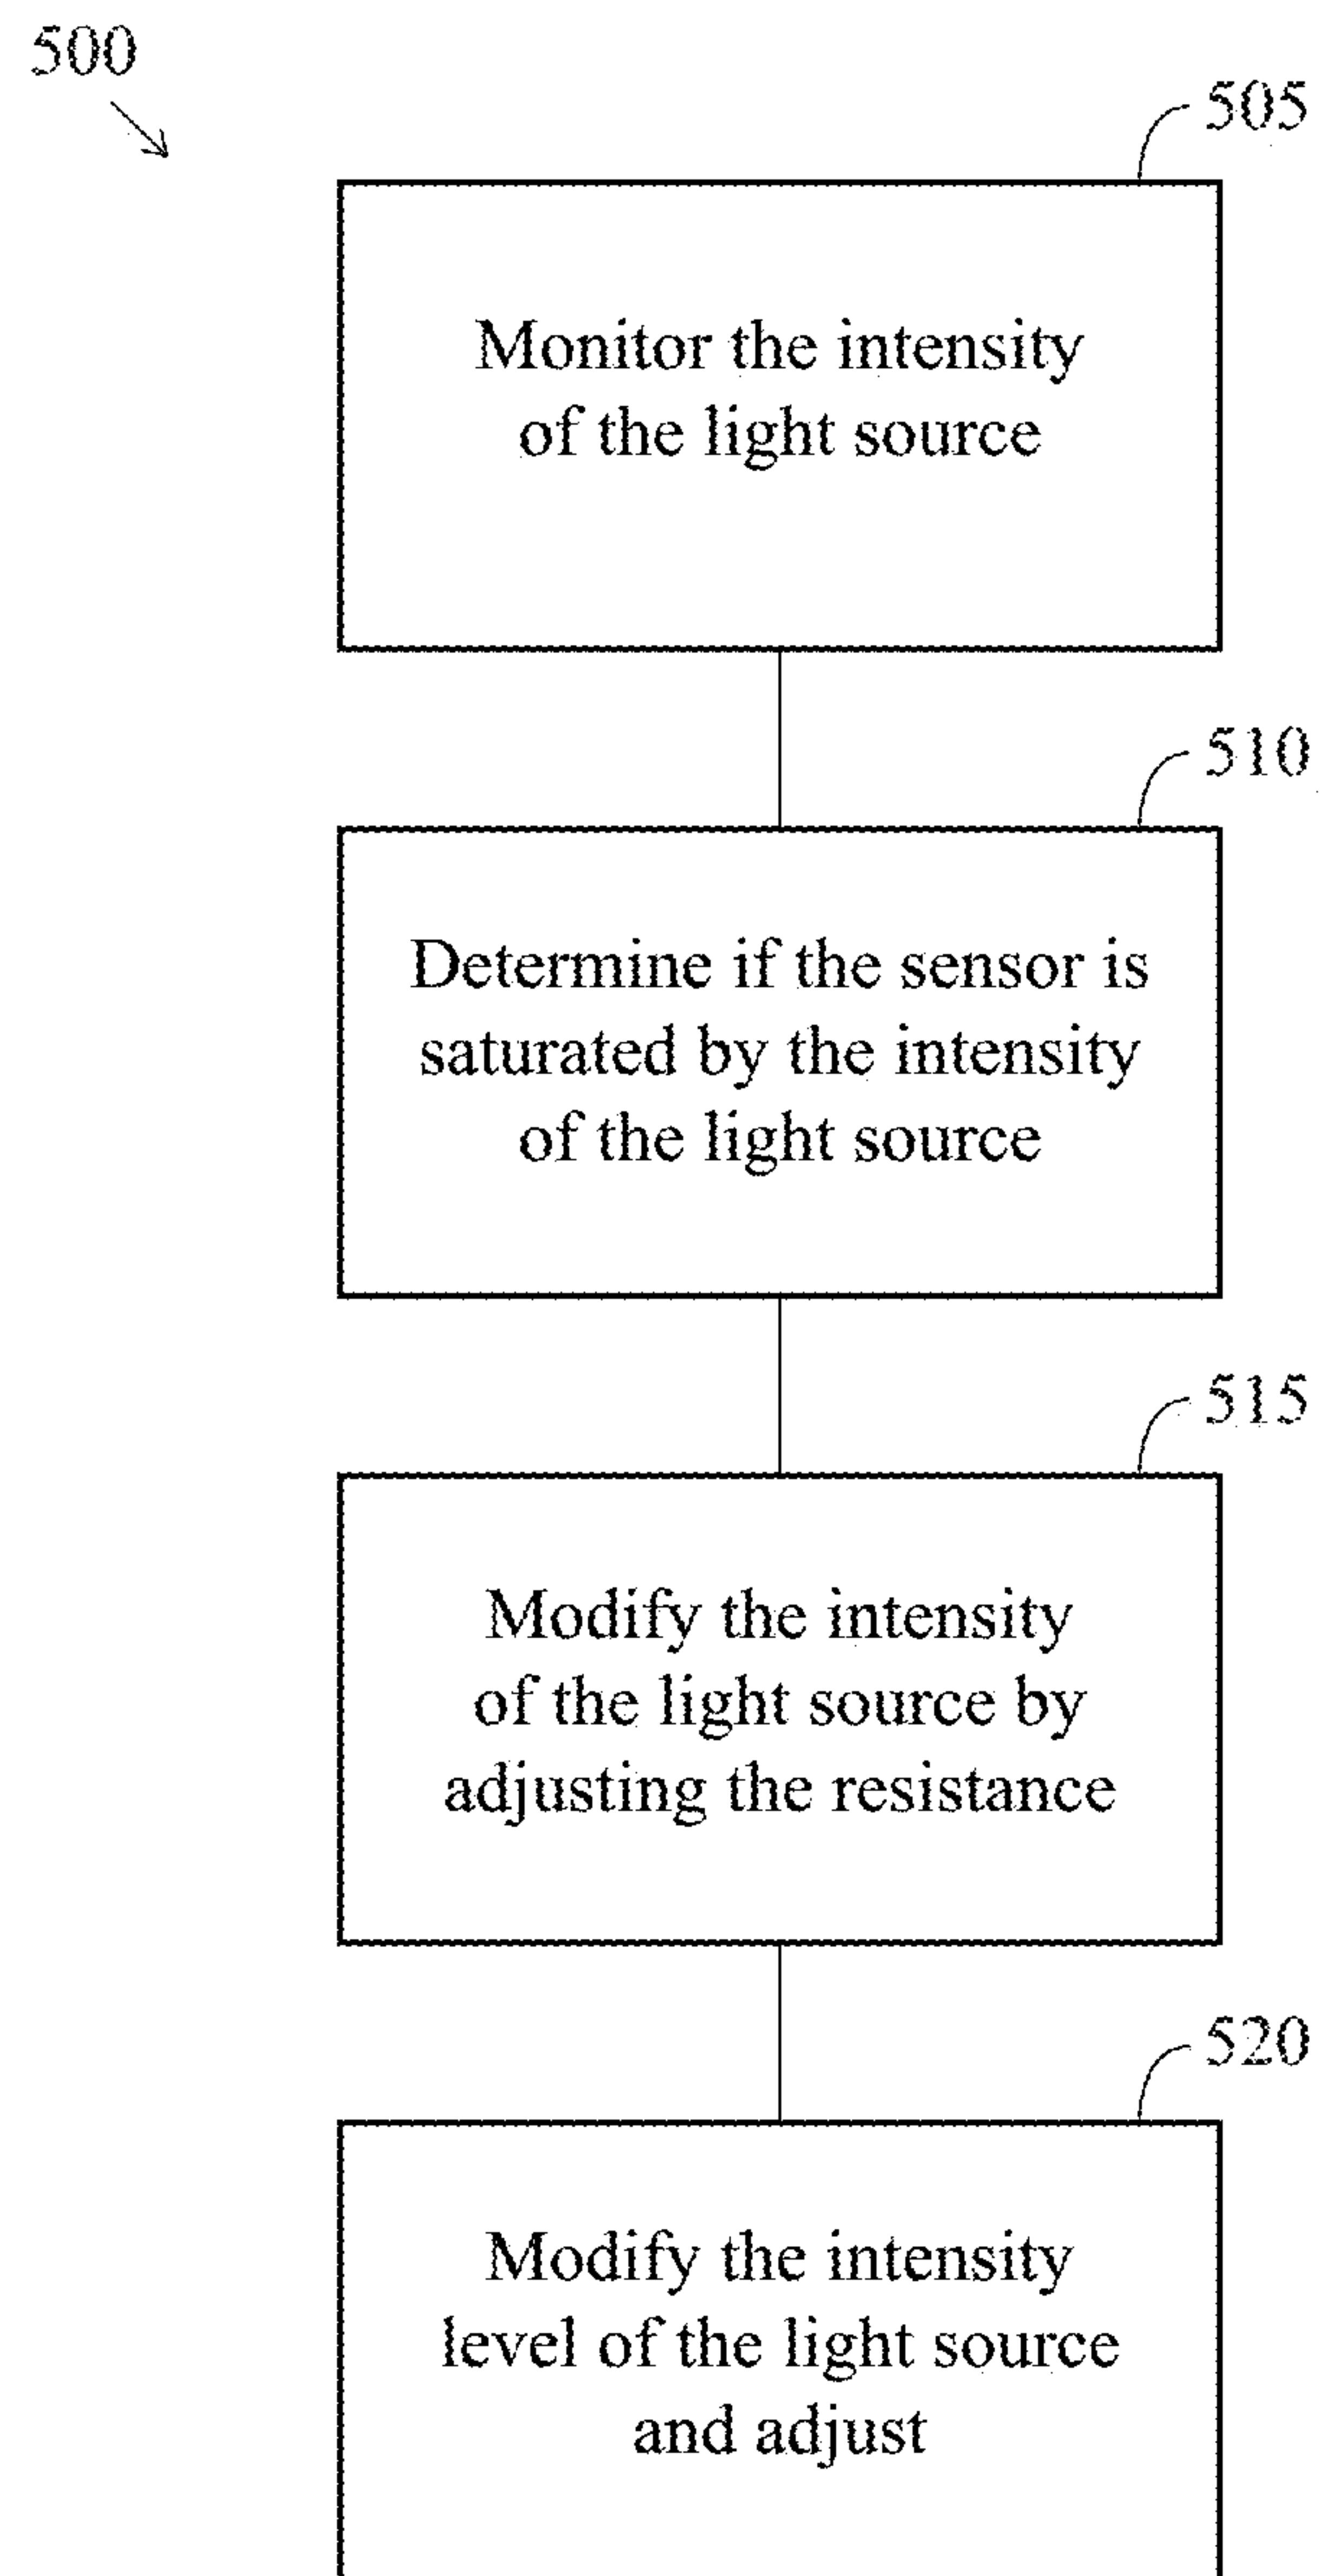 500
505
Monitor the intensity
of the light source
510
Determine if the sensor is
saturated by the intensity
of the light source
515
Modify the intensity
of the light source by
adjusting the resistance
520
Modify the intensity
level of the light source
and adjust